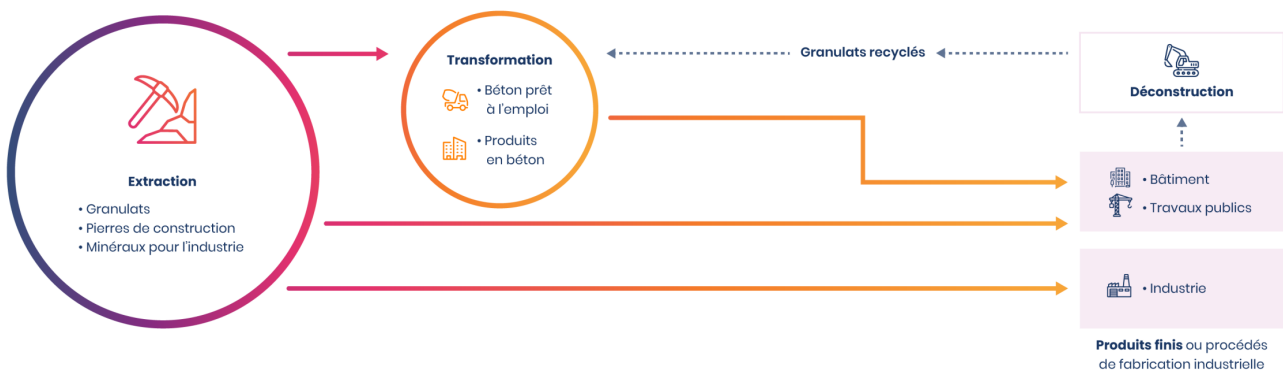 Extraction
• Granulats
• Pierres de construction
• Minéraux pour l'industrie
Transformation
• Béton prêt
à l'emploi
• Produits
en béton
Granulats recyclés
Déconstruction
• Bâtiment
• Travaux publics
• Industrie
Produits finis ou procédés
de fabrication industrielle